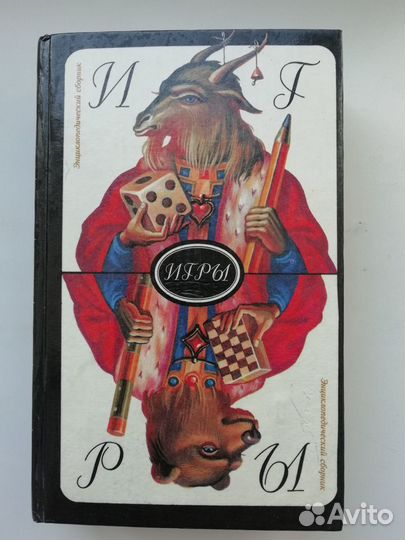 И Г
Энциклопедический сборник
ИГРЫ
Энциклопедический сборник
Р Ы
Avito